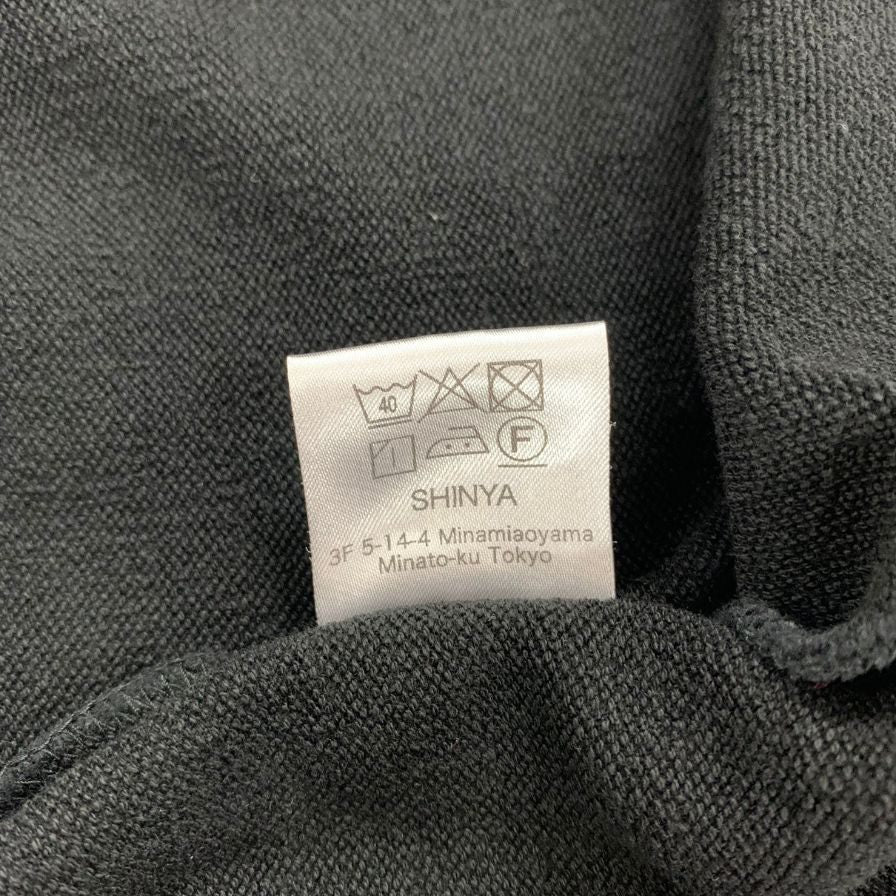 40
F
SHINYA
3F 5-14-4 Minamiaoyama
Minato-ku Tokyo